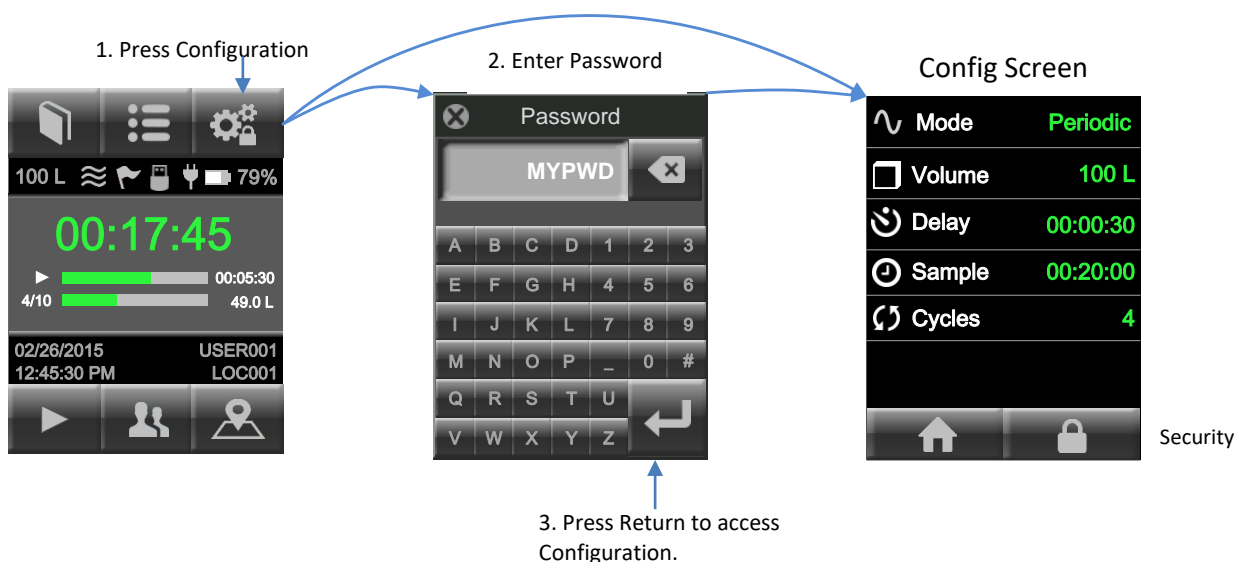 1. Press Configuration
100 L 79%
00:17:45
00:05:30
4/10 49.0 L
02/26/2015 USER001
12:45:30 PM LOC001
2. Enter Password
Password
MYPWD
A B C D 1 2 3
E F G H 4 5 6
I J K L 7 8 9
M N O P _ 0 #
Q R S T U
V W X Y Z
3. Press Return to access
Configuration.
Config Screen
Mode Periodic
Volume 100 L
Delay 00:00:30
Sample 00:20:00
Cycles 4
Security